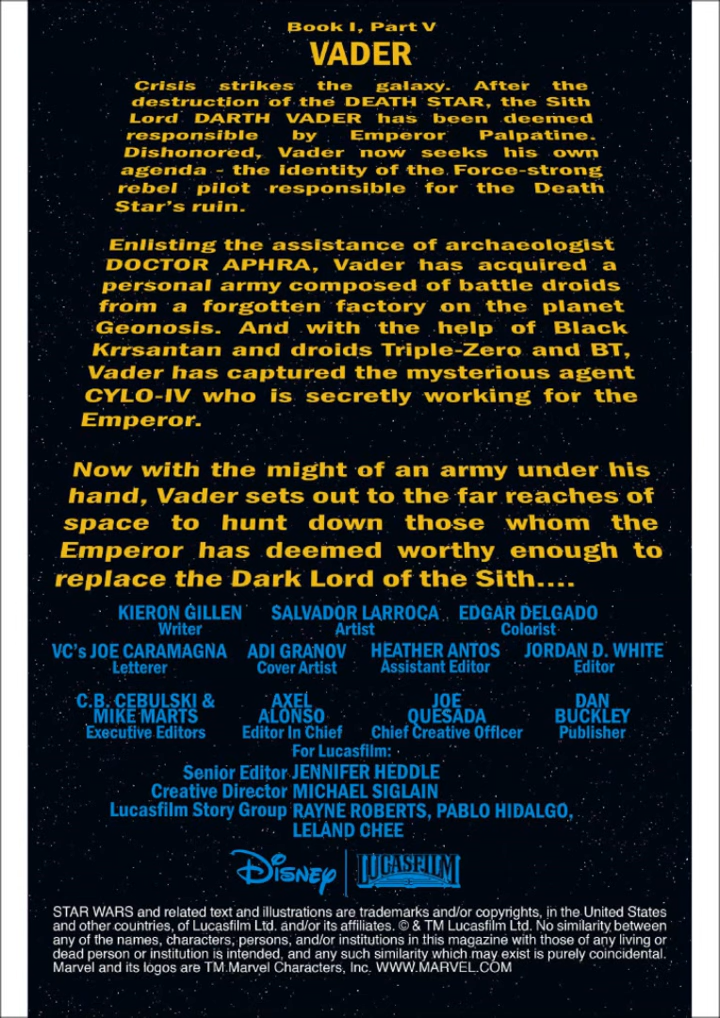 Book I, Part V
VADER
Crisis strikes the galaxy. After the
destruction of the DEATH STAR, the Sith
Lord DARTH VADER has been deemed
responsible by Emperor Palpatine.
Dishonored, Vader now seeks his own
agenda - the identity of the Force-strong
rebel pilot responsible for the Death
Star's ruin.
Enlisting the assistance of archaeologist
DOCTOR APHRA, Vader has acquired a
personal army composed of battle droids
from a forgotten factory on the planet
Geonosis. And with the help of Black
Krrsantan and droids Triple-Zero and BT,
Vader has captured the mysterious agent
CYLO-IV who is secretly working for the
Emperor.
Now with the might of an army under his
hand, Vader sets out to the far reaches of
space to hunt down those whom the
Emperor has deemed worthy enough to
replace the Dark Lord of the Sith....
KIERON GILLEN SALVADOR LARROCA EDGAR DELGADO
Writer Artist Colorist
VC's JOE CARAMAGNA ADI GRANOV HEATHER ANTOS JORDAN D. WHITE
Letterer Cover Artist Assistant Editor Editor
C.B. CEBULSKI & AXEL JOE DAN
MIKE MARTS ALONSO QUESADA BUCKLEY
Executive Editors Editor In Chief Chief Creative Officer Publisher
For Lucasfilm:
Senior Editor JENNIFER HEDDLE
Creative Director MICHAEL SIGLAIN
Lucasfilm Story Group RAYNE ROBERTS, PABLO HIDALGO,
LELAND CHEE
DISNEY LUCASFILM
STAR WARS and related text and illustrations are trademarks and/or copyrights, in the United States
and other countries, of Lucasfilm Ltd. and/or its affiliates. © & TM Lucasfilm Ltd. No similarity between
any of the names, characters, persons, and/or institutions in this magazine with those of any living or
dead person or institution is intended, and any such similarity which may exist is purely coincidental.
Marvel and its logos are TM Marvel Characters, Inc. WWW.MARVEL.COM